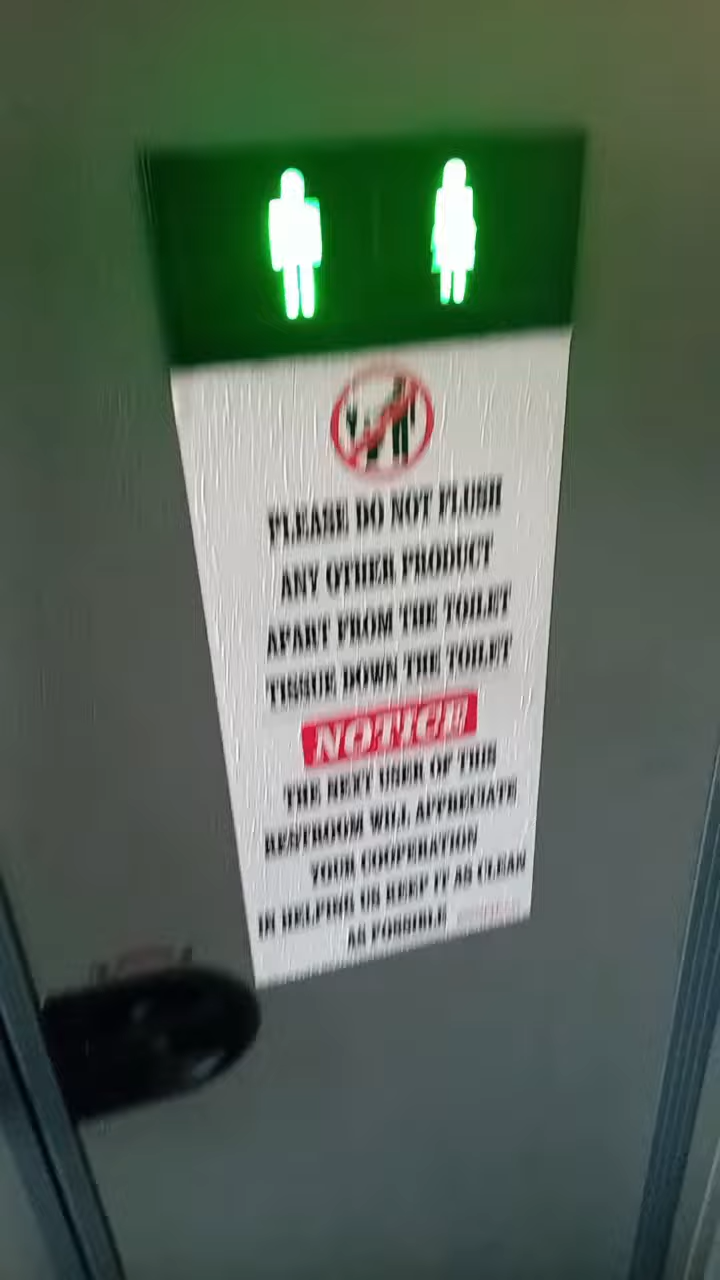 PLEASE DO NOT FLUSH
ANY OTHER PRODUCT
APART FROM THE TOILET
TISSUE DOWN THE TOILET
NOTICE
THE NEXT USER OF THIS
RESTROOM WILL APPRECIATE
YOUR COOPERATION
IN HELPING US KEEP IT AS CLEAN
AS POSSIBLE